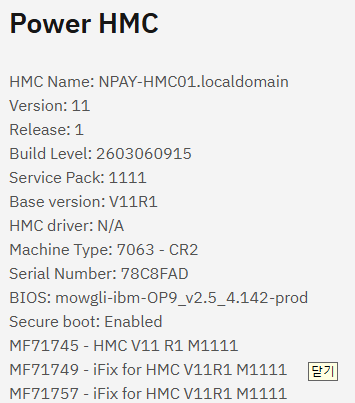 Power HMC
HMC Name: NPAY-HMC01.localdomain
Version: 11
Release: 1
Build Level: 2603060915
Service Pack: 1111
Base version: V11R1
HMC driver: N/A
Machine Type: 7063 - CR2
Serial Number: 78C8FAD
BIOS: mowgli-ibm-OP9_v2.5_4.142-prod
Secure boot: Enabled
MF71745 - HMC V11 R1 M1111
MF71749 - iFix for HMC V11R1 M1111
닫기
MF71757 - iFix for HMC V11R1 M1111